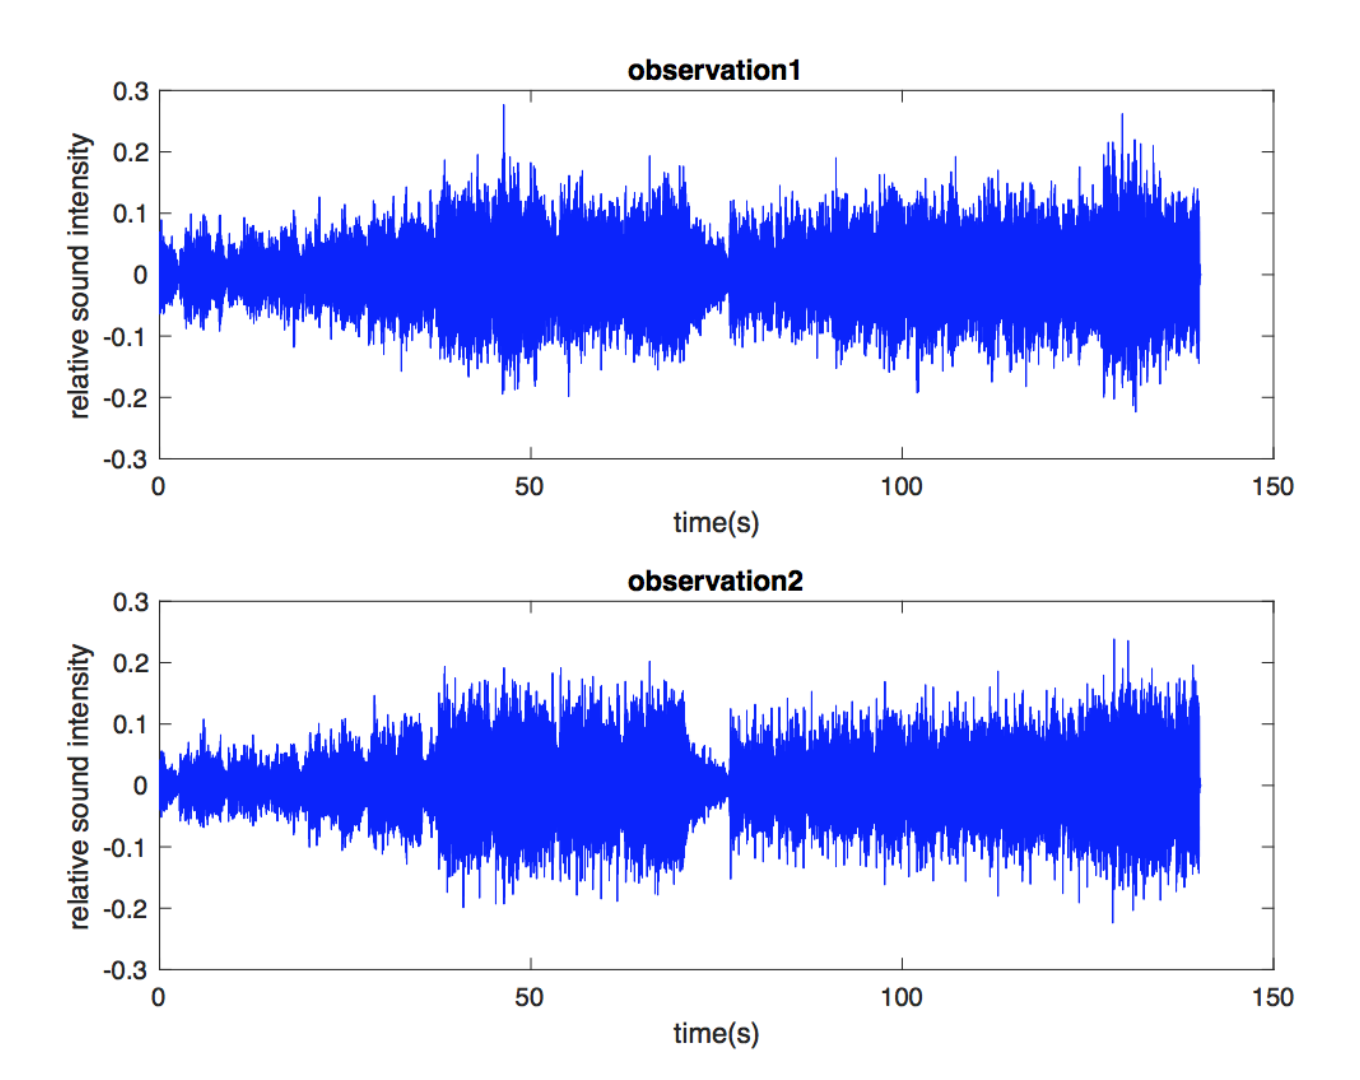 observation1
0.3
0.2
0.1
0
-0.1
-0.2
-0.3
relative sound intensity
0 50 100 150
time(s)
observation2
0.3
0.2
0.1
0
-0.1
-0.2
-0.3
relative sound intensity
0 50 100 150
time(s)